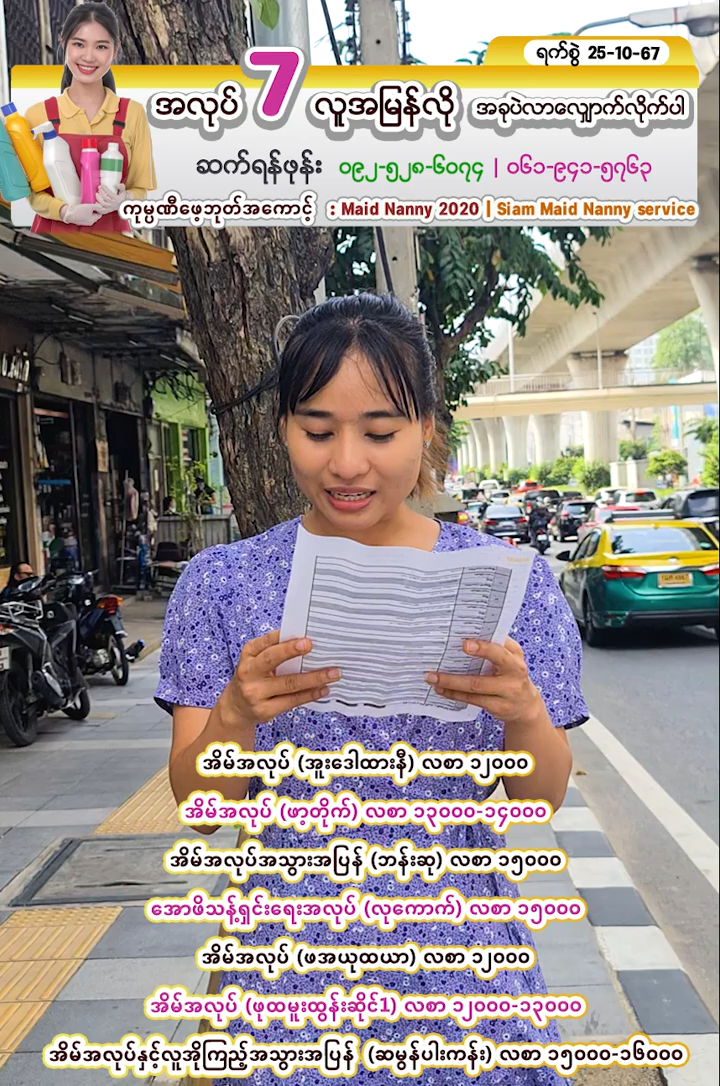 ရက်စွဲ 25-10-67
အလုပ် 7 လူအမြန်လို အခုပဲလာလျှောက်လိုက်ပါ
ဆက်ရန်ဖုန်း ၀၉၂-၅၂၈-၆၀၇၄ | ၀၆၁-၉၄၁-၅၇၆၃
ကုမ္ပဏီဖေ့ဘုတ်အကောင့် : Maid Nanny 2020 | Siam Maid Nanny service
အိမ်အလုပ် (အူးဒေါထားနီ) လစာ ၁၂၀၀၀
အိမ်အလုပ် (ဖာ့တိုက်) လစာ ၁၃၀၀၀-၁၄၀၀၀
အိမ်အလုပ်အသွားအပြန် (ဘန်းဆု) လစာ ၁၅၀၀၀
အောဖိသန့်ရှင်းရေးအလုပ် (လုကောက်) လစာ ၁၅၀၀၀
အိမ်အလုပ် (ဖအယုထယာ) လစာ ၁၂၀၀၀
အိမ်အလုပ် (ဖုထမူးထွန်းဆိုင်1) လစာ ၁၂၀၀၀-၁၃၀၀၀
အိမ်အလုပ်နှင့်လူအိုကြည့်အသွားအပြန် (ဆမွန်ပါးကန်း) လစာ ၁၅၀၀၀-၁၆၀၀၀